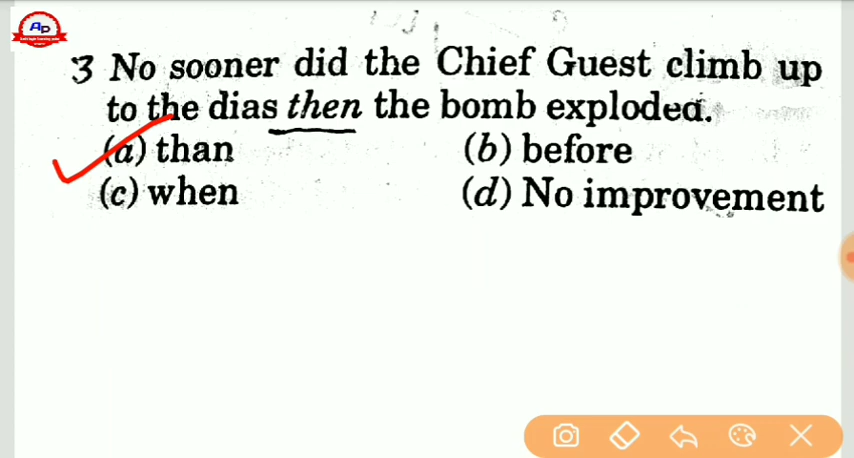 AP
3 No sooner did the Chief Guest climb up
to the dias then the bomb exploded.
(a) than (b) before
(c) when (d) No improvement